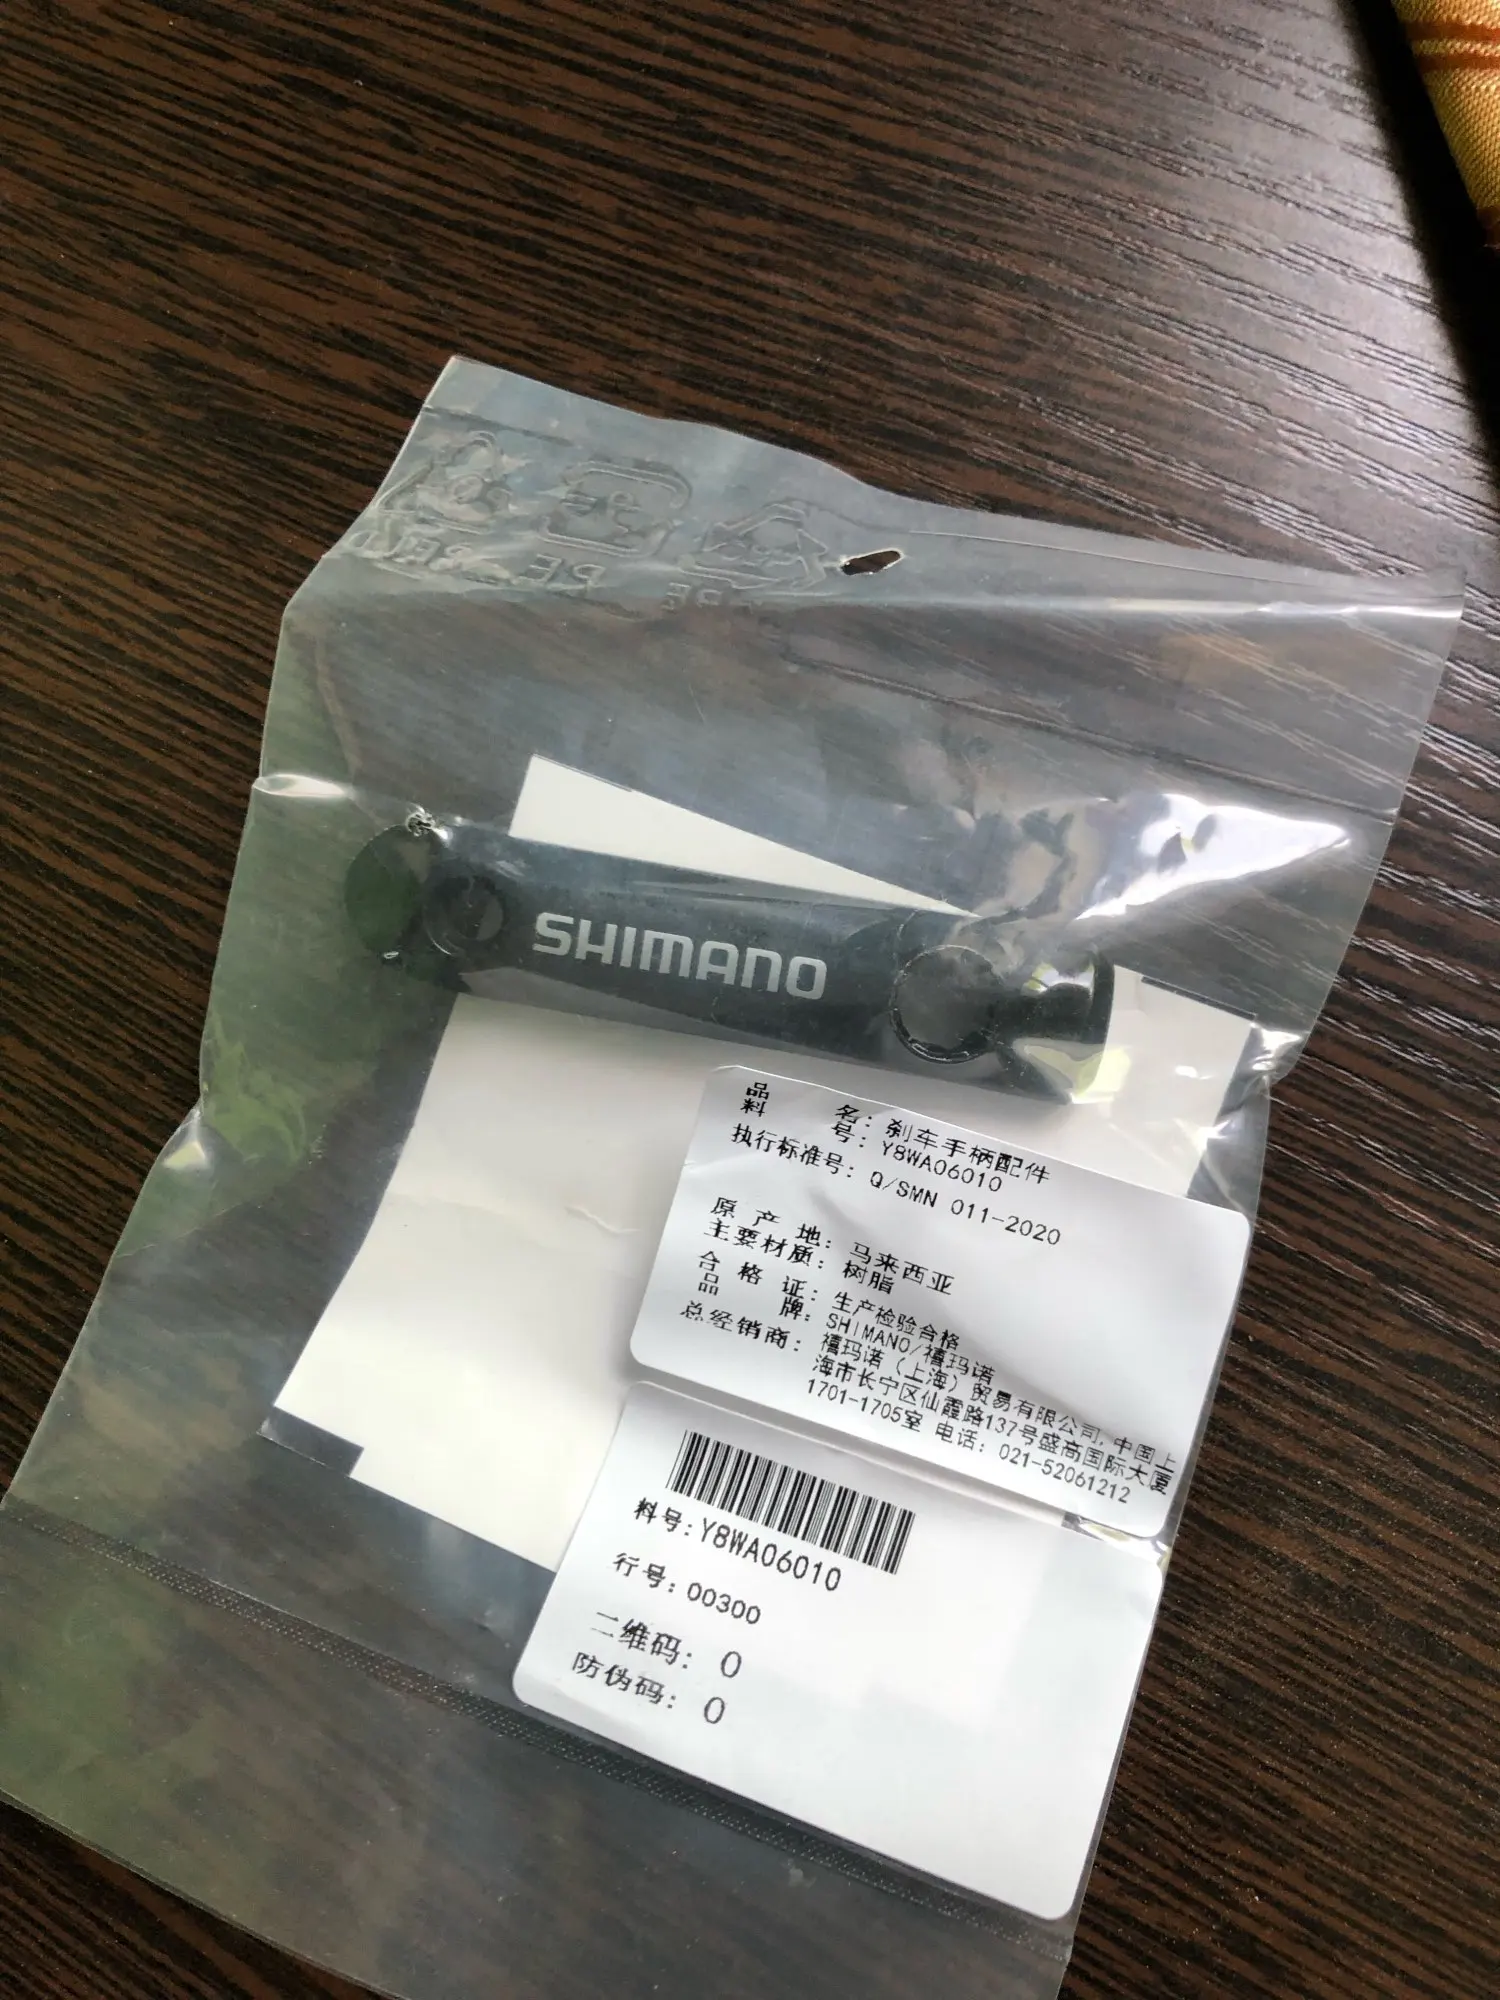 SHIMANO
品 名: 刹车手柄配件
料 号: Y8WA06010
执行标准号: Q/SMN 011-2020
原产地: 马来西亚
主要材质: 树脂
合格证: 生产检验合格
品 牌: SHIMANO/禧玛诺
总经销商: 禧玛诺（上海）贸易有限公司, 中国上
海市长宁区仙霞路137号盛高国际大厦
1701-1705室 电话: 021-52061212
料号: Y8WA06010
行号: 00300
二维码: 0
防伪码: 0